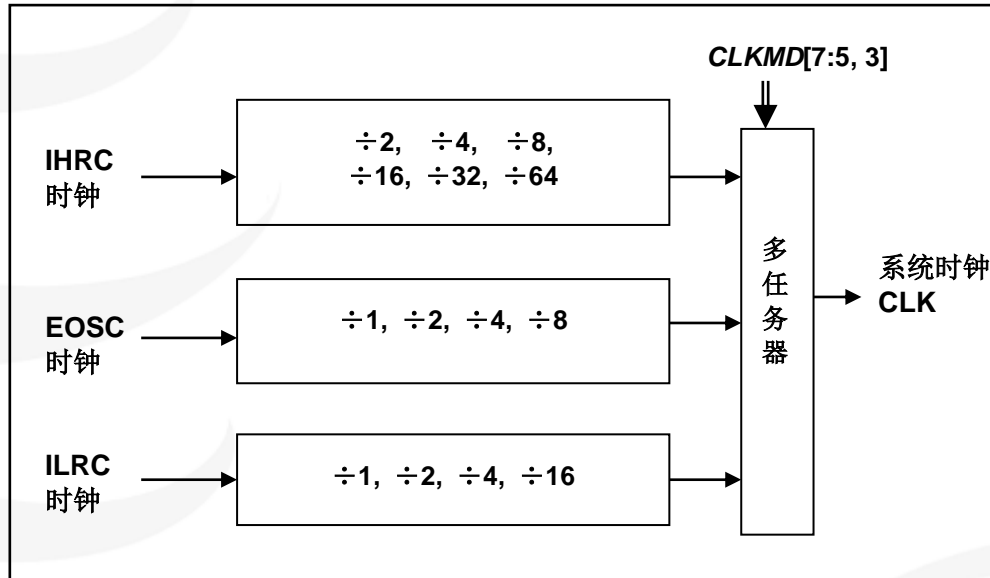 CLKMD[7:5, 3]
IHRC
时钟
÷2, ÷4, ÷8,
÷16, ÷32, ÷64
EOSC
时钟
÷1, ÷2, ÷4, ÷8
ILRC
时钟
÷1, ÷2, ÷4, ÷16
多
任
务
器
系统时钟
CLK